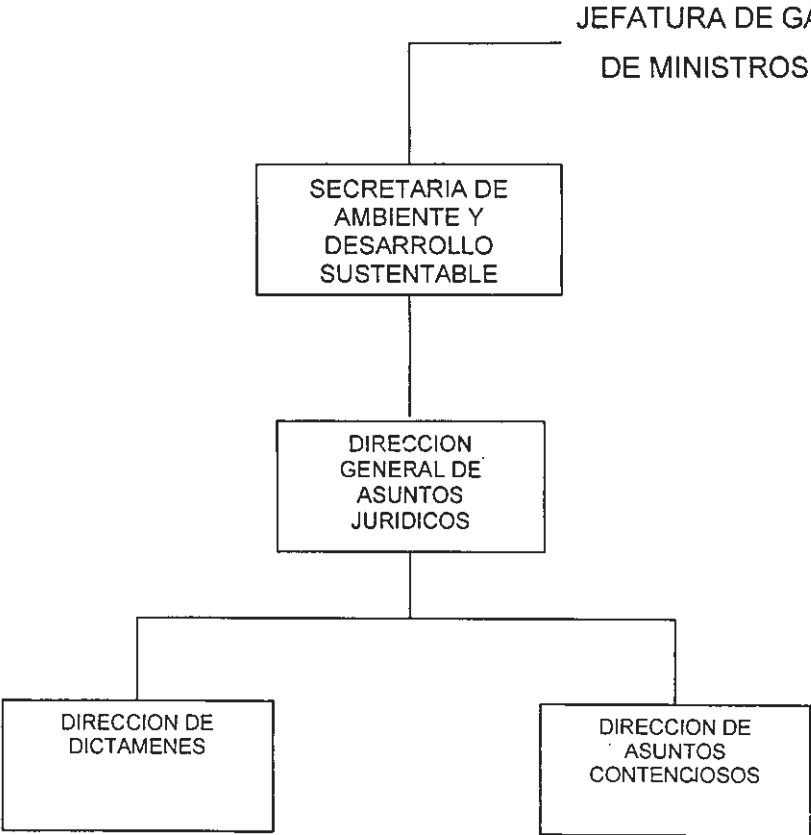 JEFATURA DE
DE MINISTROS
SECRETARIA DE
AMBIENTE Y
DESARROLLO
SUSTENTABLE
DIRECCION
GENERAL DE
ASUNTOS
JURIDICOS
DIRECCION DE
DICTAMENES
DIRECCION DE
ASUNTOS
CONTENCIOSOS